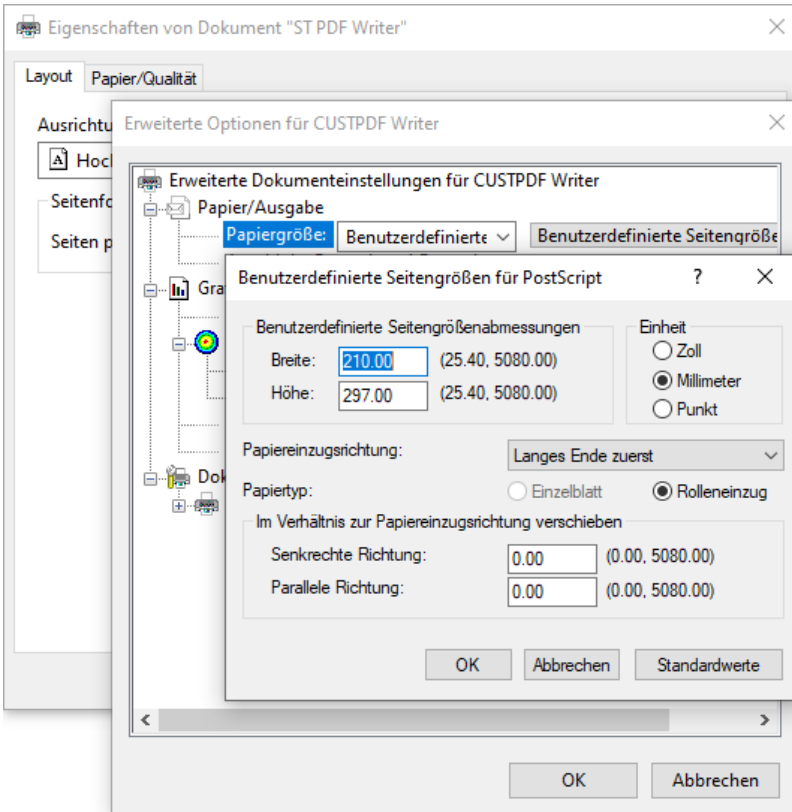 Eigenschaften von Dokument "ST PDF Writer"
Layout Papier/Qualität
Erweiterte Optionen für CUSTPDF Writer
Erweiterte Dokumenteinstellungen für CUSTPDF Writer
Papier/Ausgabe
Papiergröße: Benutzerdefinierte Benutzerdefinierte Seitengröße
Seiten p
Gra
Benutzerdefinierte Seitengrößen für PostScript ? ×
Benutzerdefinierte Seitengrößenabmessungen
Breite: 210.00 (25.40, 5080.00)
Höhe: 297.00 (25.40, 5080.00)
Einheit
Zoll
Millimeter
Punkt
Papiereinzugsrichtung: Langes Ende zuerst
Papiertyp: Einzelblatt Rolleneinzug
Im Verhältnis zur Papiereinzugsrichtung verschieben
Senkrechte Richtung: 0.00 (0.00, 5080.00)
Parallele Richtung: 0.00 (0.00, 5080.00)
OK Abbrechen Standardwerte
OK Abbrechen